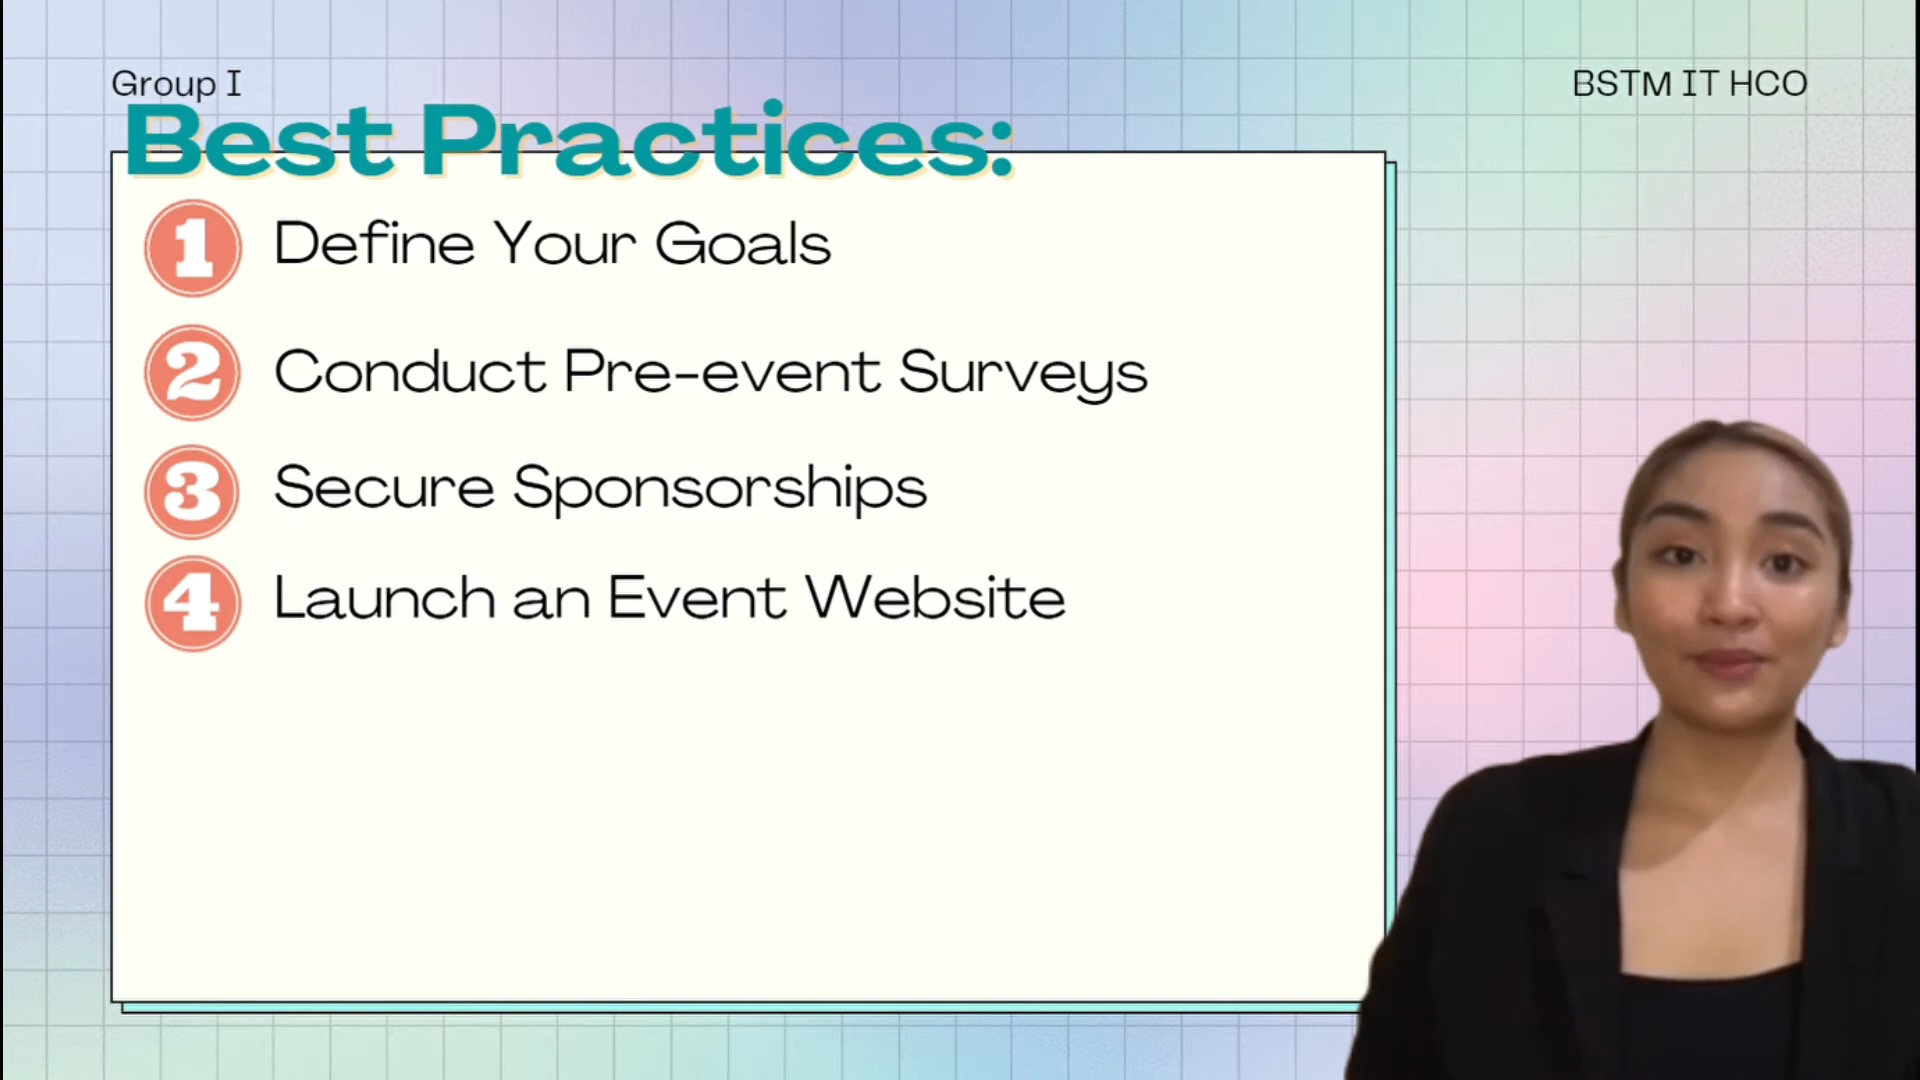 Group I
BSTM IT HCO
Best Practices:
1 Define Your Goals
2 Conduct Pre-event Surveys
3 Secure Sponsorships
4 Launch an Event Website